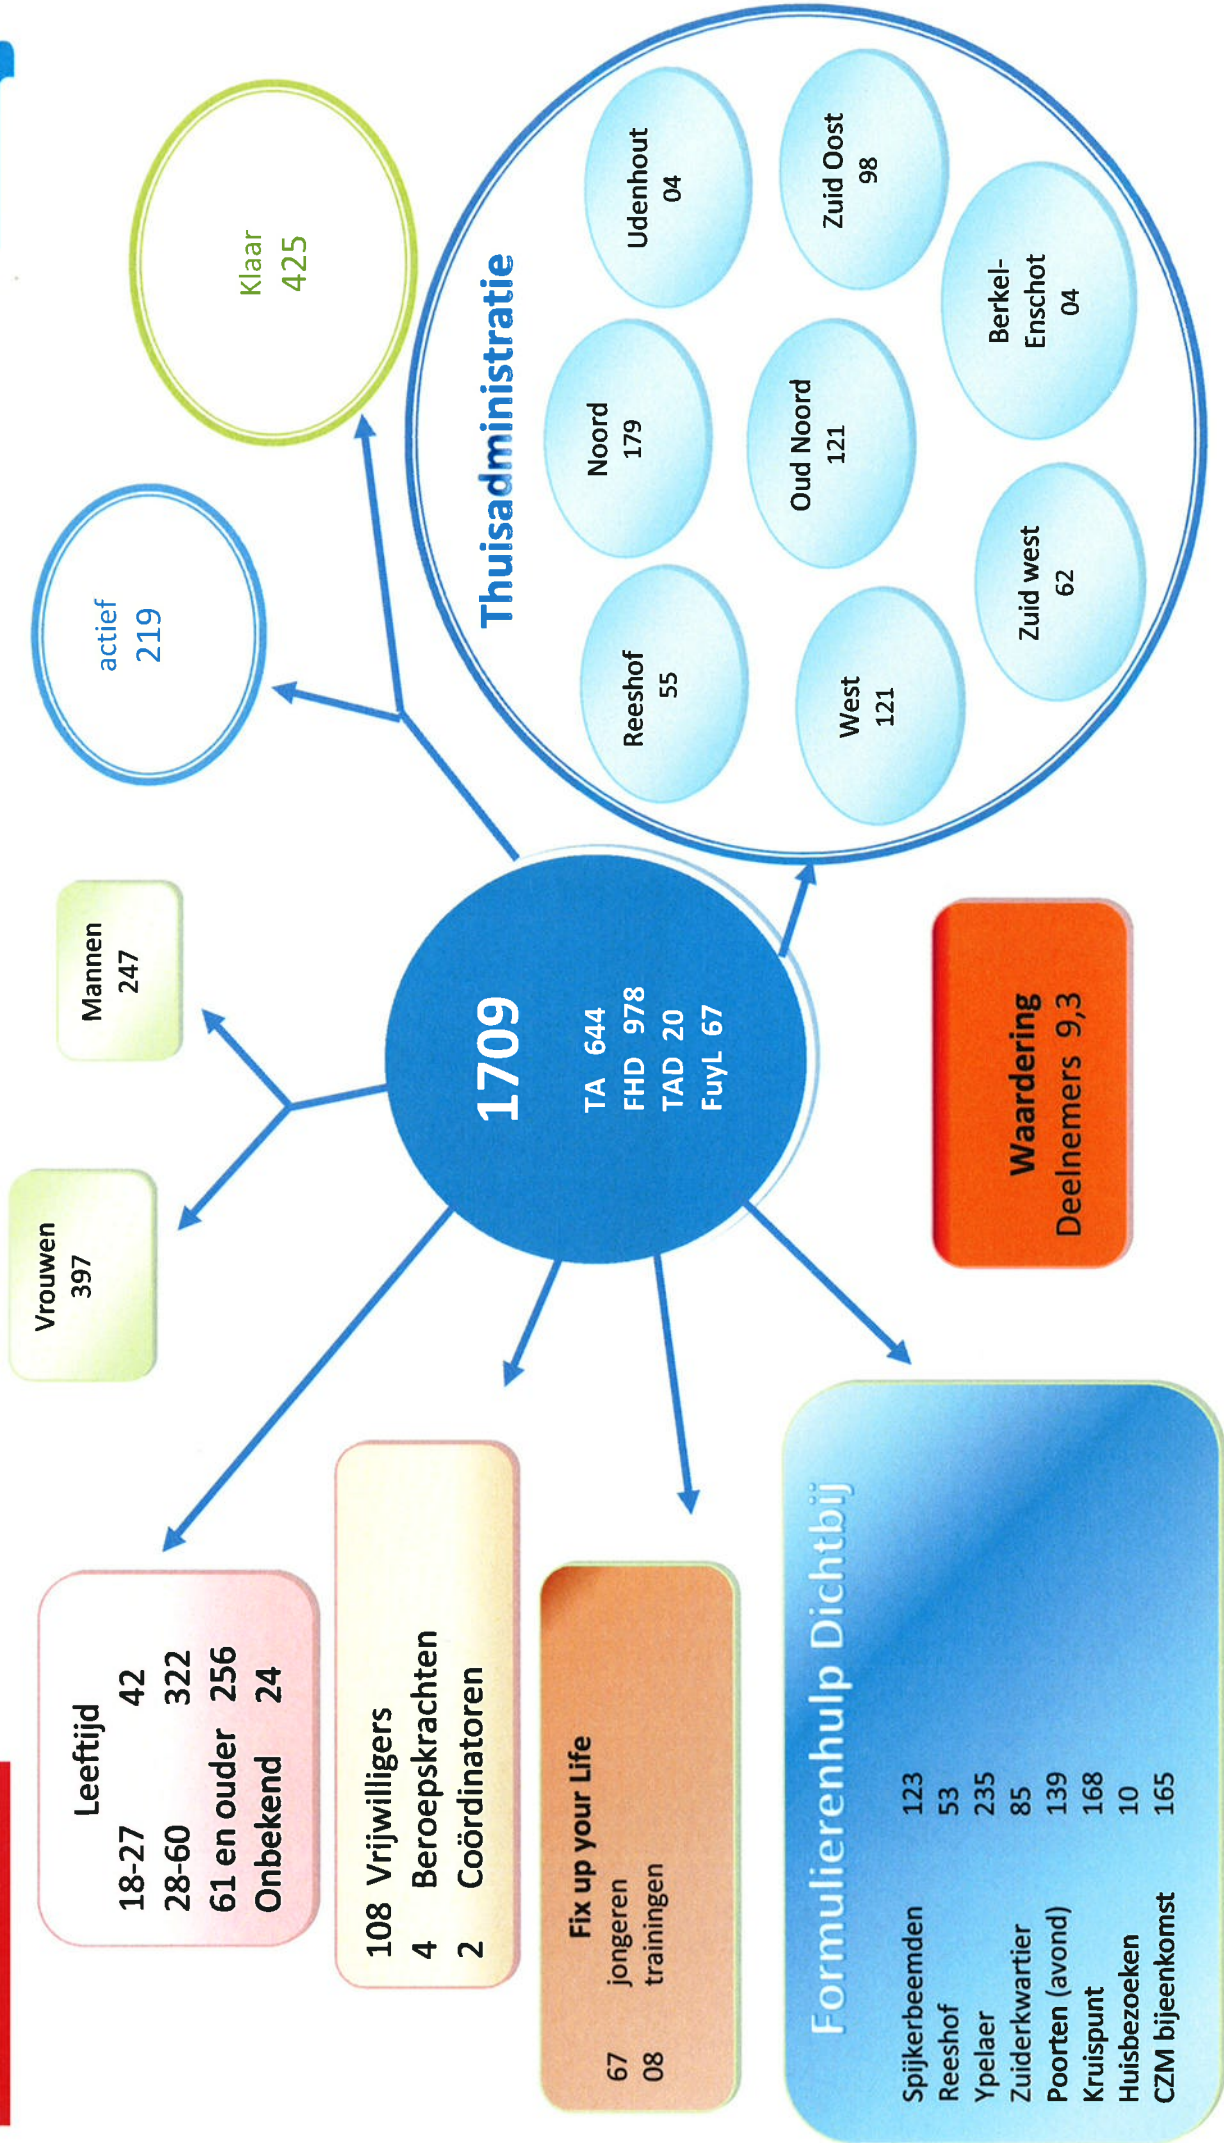 Leeftijd
18-27 42
28-60 322
61 en ouder 256
Onbekend 24
108 Vrijwilligers
4 Beroepskrachten
2 Coördinatoren
Fix up your Life
67 jongeren
08 trainingen
Formulierenhulp Dichtbij
Spijkerbeemden 123
Reeshof 53
Ypelaer 235
Zuiderkwartier 85
Poorten (avond) 139
Kruispunt 168
Huisbezoeken 10
CZM bijeenkomst 165
Vrouwen
397
Mannen
247
1709
TA 644
FHD 978
TAD 20
FuyL 67
Waardering
Deelnemers 9,3
actief
219
Klaar
425
Thuisadministratie
Reeshof
55
Noord
179
Udenhout
04
West
121
Oud Noord
121
Zuid Oost
98
Zuid west
62
Berkel-
Enschot
04